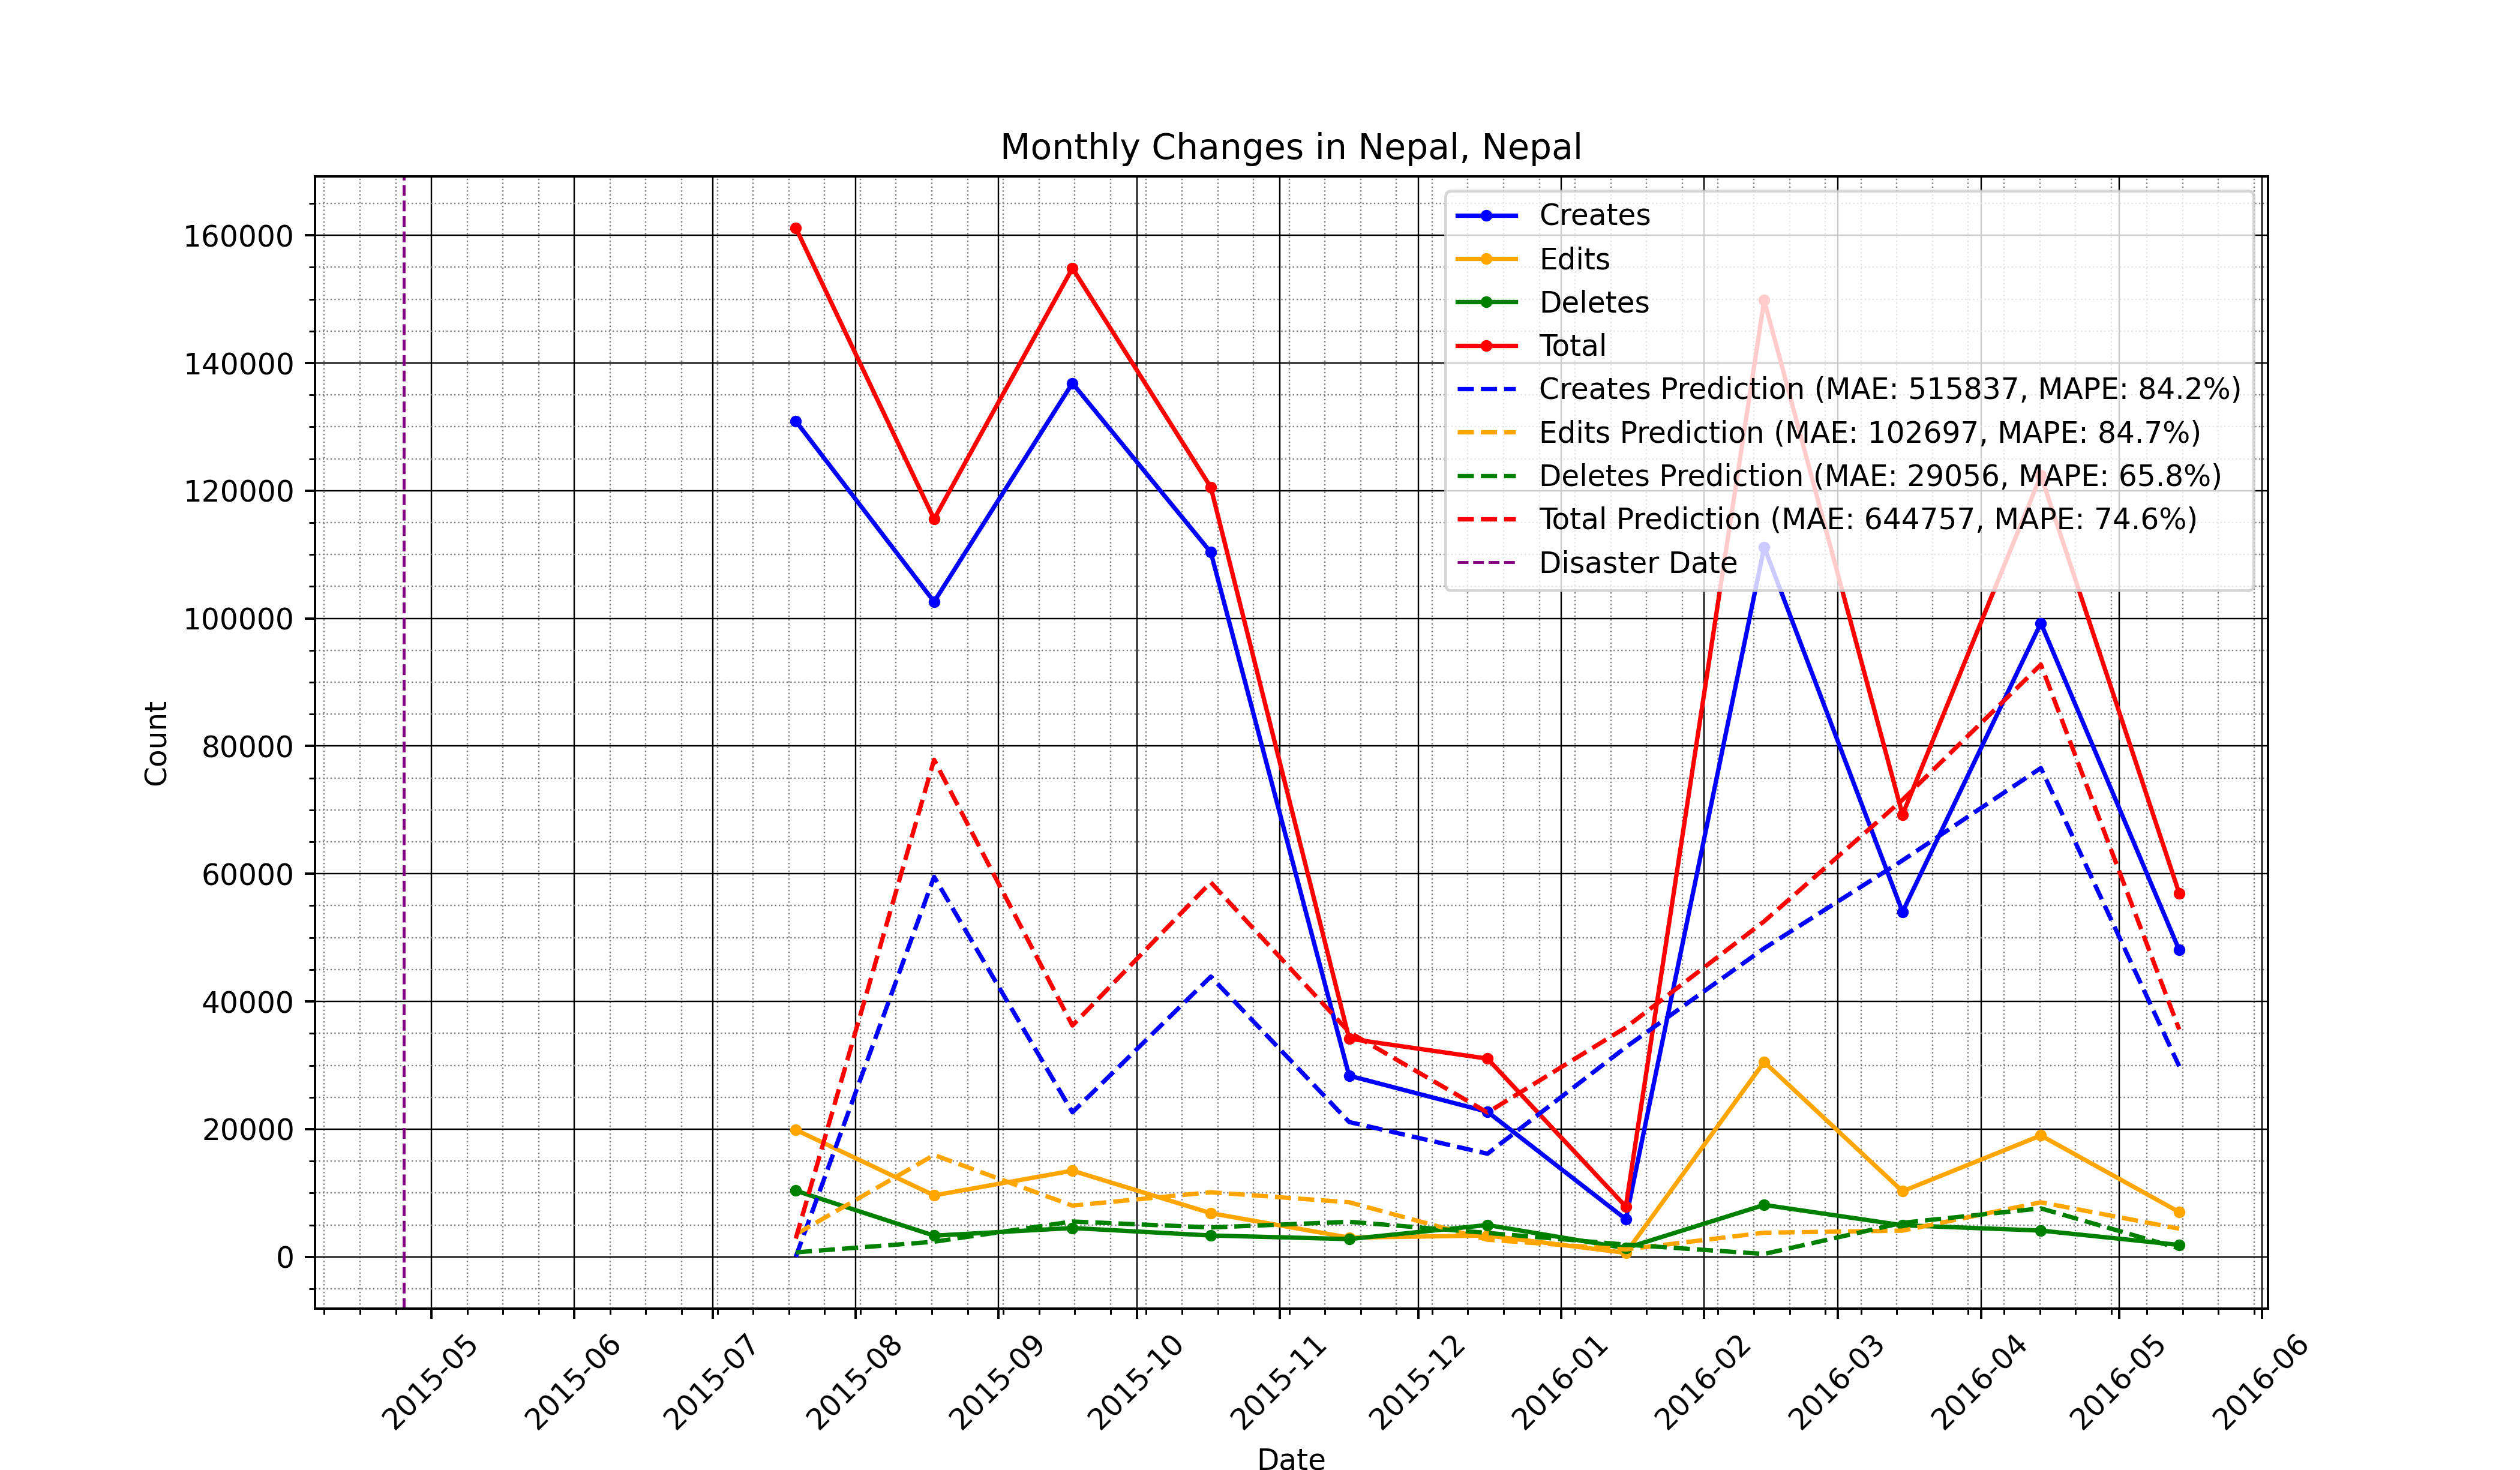 Monthly Changes in Nepal, Nepal
160000
140000
120000
100000
80000
60000
40000
20000
0
Count
Creates
Edits
Deletes
Total
Creates Prediction (MAE: 515837, MAPE: 84.2%)
Edits Prediction (MAE: 102697, MAPE: 84.7%)
Deletes Prediction (MAE: 29056, MAPE: 65.8%)
Total Prediction (MAE: 644757, MAPE: 74.6%)
Disaster Date
2015-05
2015-06
2015-07
2015-08
2015-09
2015-10
2015-11
2015-12
2016-01
2016-02
2016-03
2016-04
2016-05
2016-06
Date